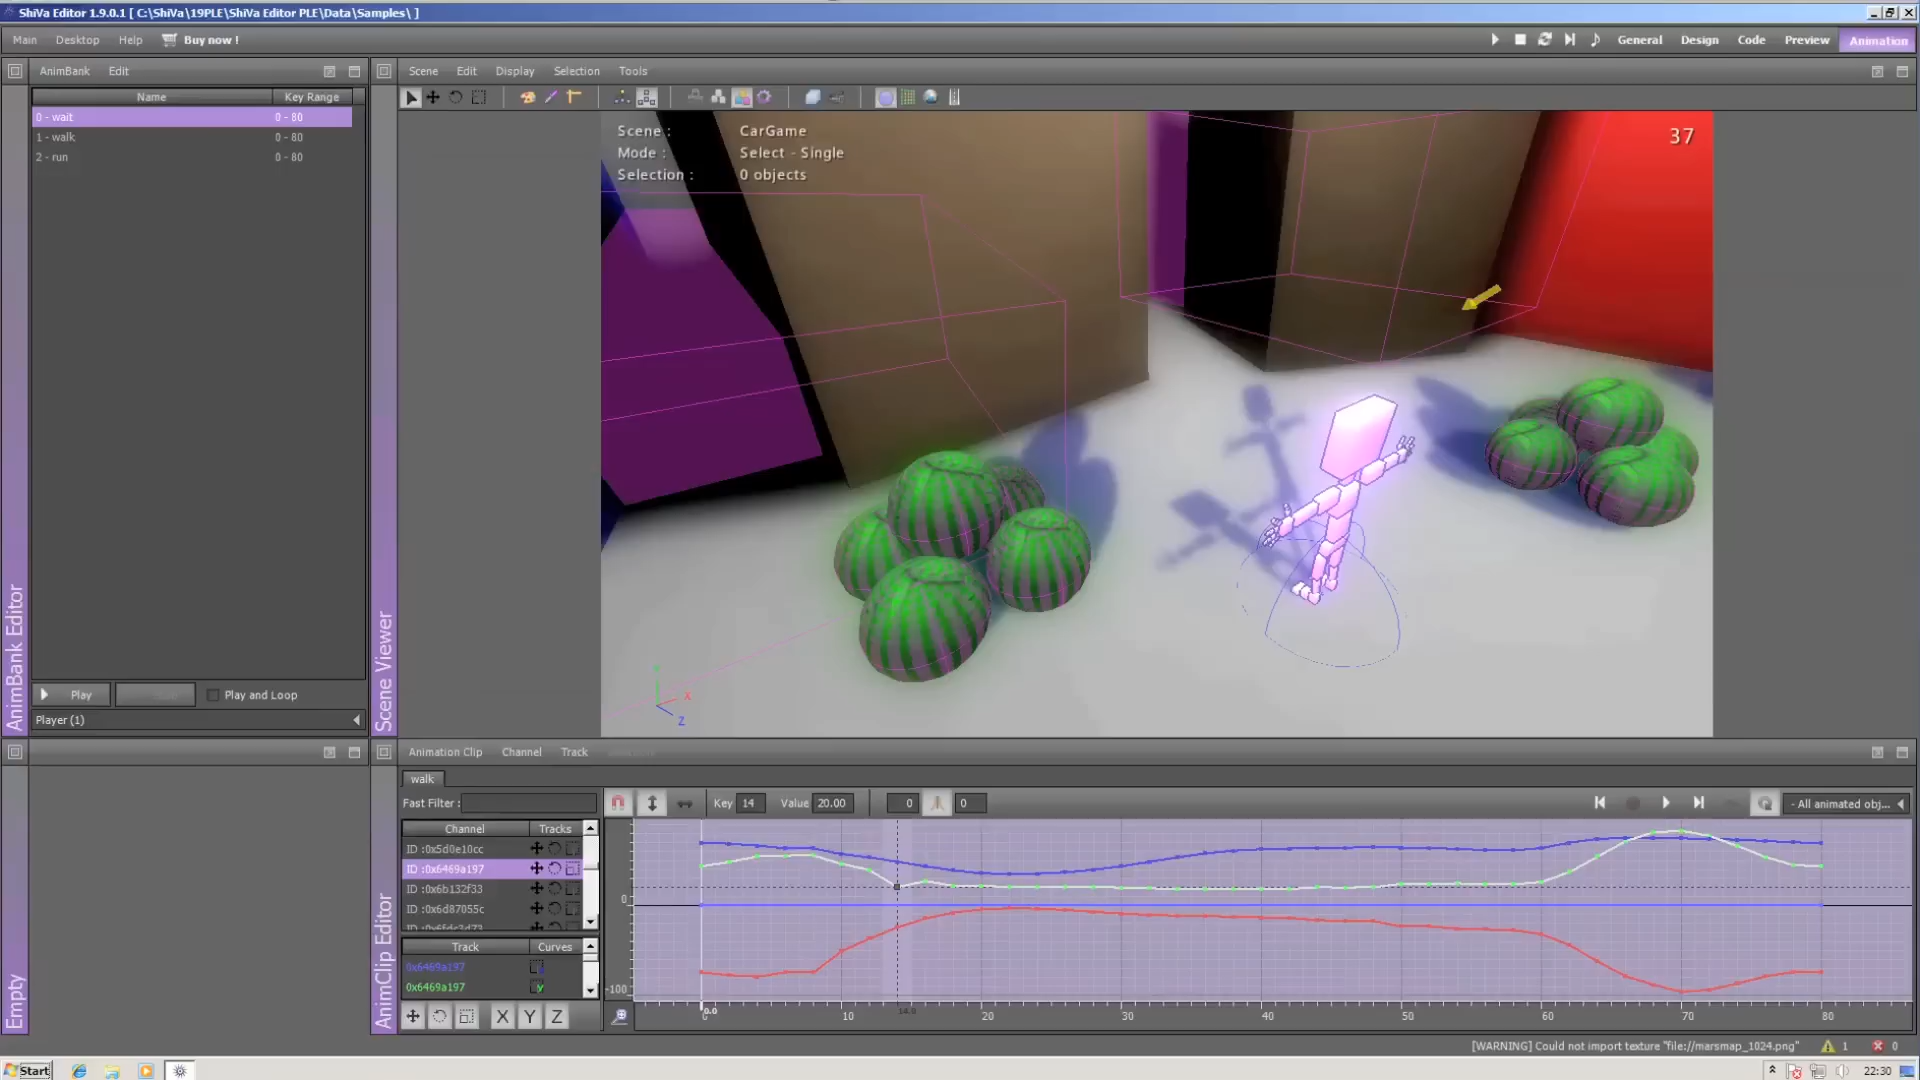 ShiVa Editor 1.9.0.1 [ C:\ShiVa\19PLE\ShiVa Editor PLE\Data\Samples\ ]
Main Desktop Help Buy now !
General Design Code Preview Animation
AnimBank Edit
Name Key Range
0 - wait 0 - 80
1 - walk 0 - 80
2 - run 0 - 80
Play Play and Loop
Player (1)
AnimBank Editor
Scene Edit Display Selection Tools
Scene : CarGame
Mode : Select - Single
Selection : 0 objects
37
Y
X
Z
Scene Viewer
Empty
Animation Clip Channel Track
walk
Fast Filter : Key 14 Value 20.00 0 0 - All animated obj...
Channel Tracks
ID :0x5d0e10cc
ID :0x6469a197
ID :0x6b132f33
ID :0x6d87055c
Track Curves
0x6469a197
0x6469a197 y
X Y Z
AnimClip Editor
0
-100
0.0 14.0
0 10 20 30 40 50 60 70 80
[WARNING] Could not import texture "file://marsmap_1024.png" 1 0
Start 22:30